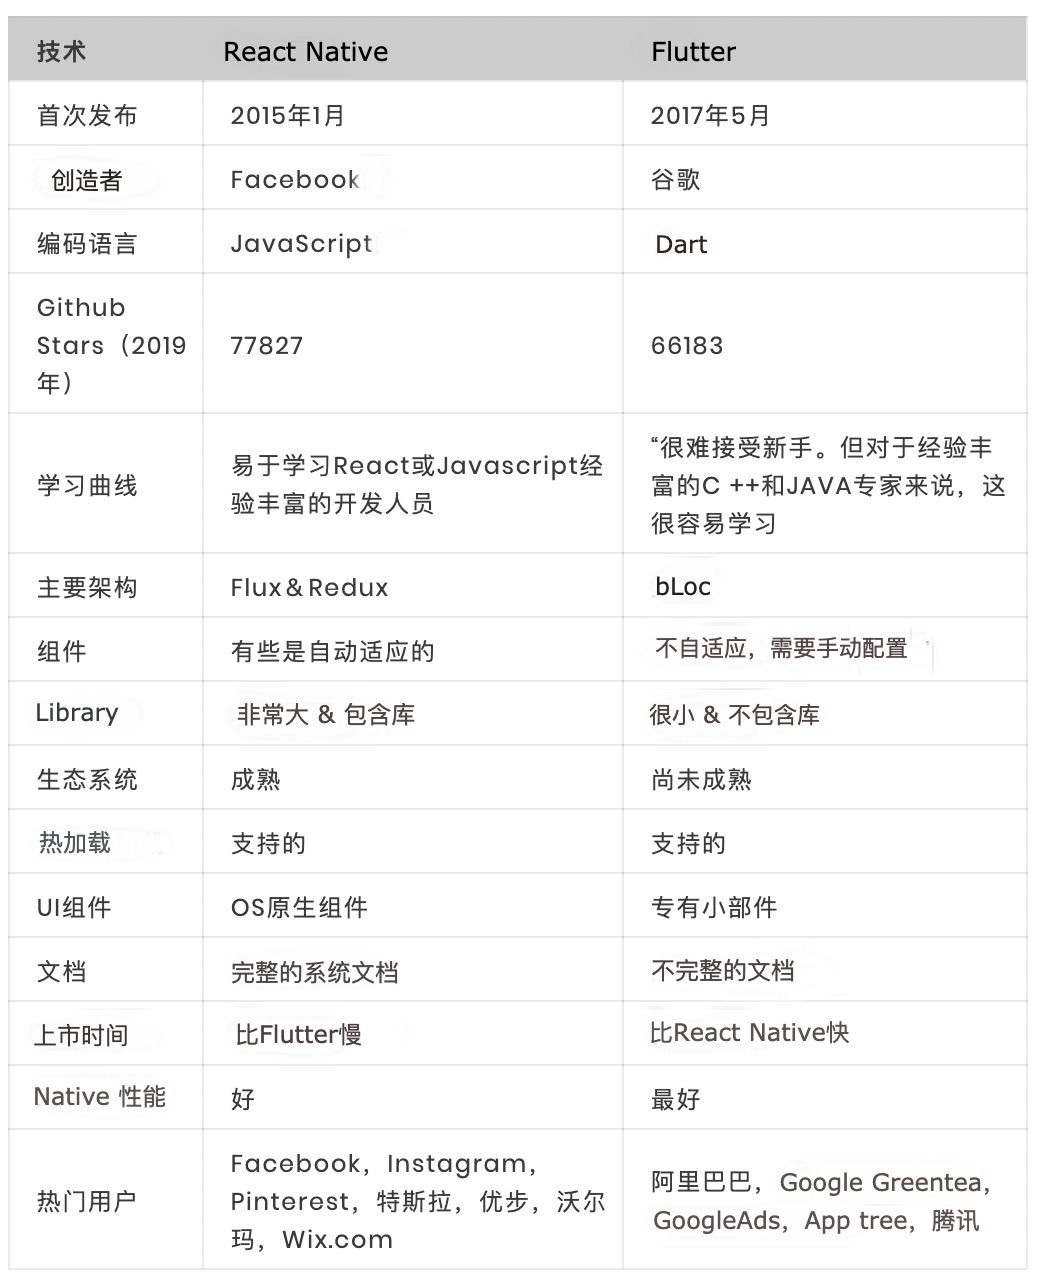 技术 React Native Flutter
首次发布 2015年1月 2017年5月
创造者 Facebook 谷歌
编码语言 JavaScript Dart
Github
Stars（2019
年） 77827 66183
学习曲线
易于学习React或Javascript经
验丰富的开发人员
“很难接受新手。但对于经验丰
富的C ++和JAVA专家来说，这
很容易学习
主要架构 Flux＆Redux bLoc
组件 有些是自动适应的 不自适应，需要手动配置
Library 非常大 & 包含库 很小 & 不包含库
生态系统 成熟 尚未成熟
热加载 支持的 支持的
UI组件 OS原生组件 专有小部件
文档 完整的系统文档 不完整的文档
上市时间 比Flutter慢 比React Native快
Native 性能 好 最好
热门用户
Facebook，Instagram，
Pinterest，特斯拉，优步，沃尔
玛，Wix.com
阿里巴巴，Google Greentea，
GoogleAds，App tree，腾讯